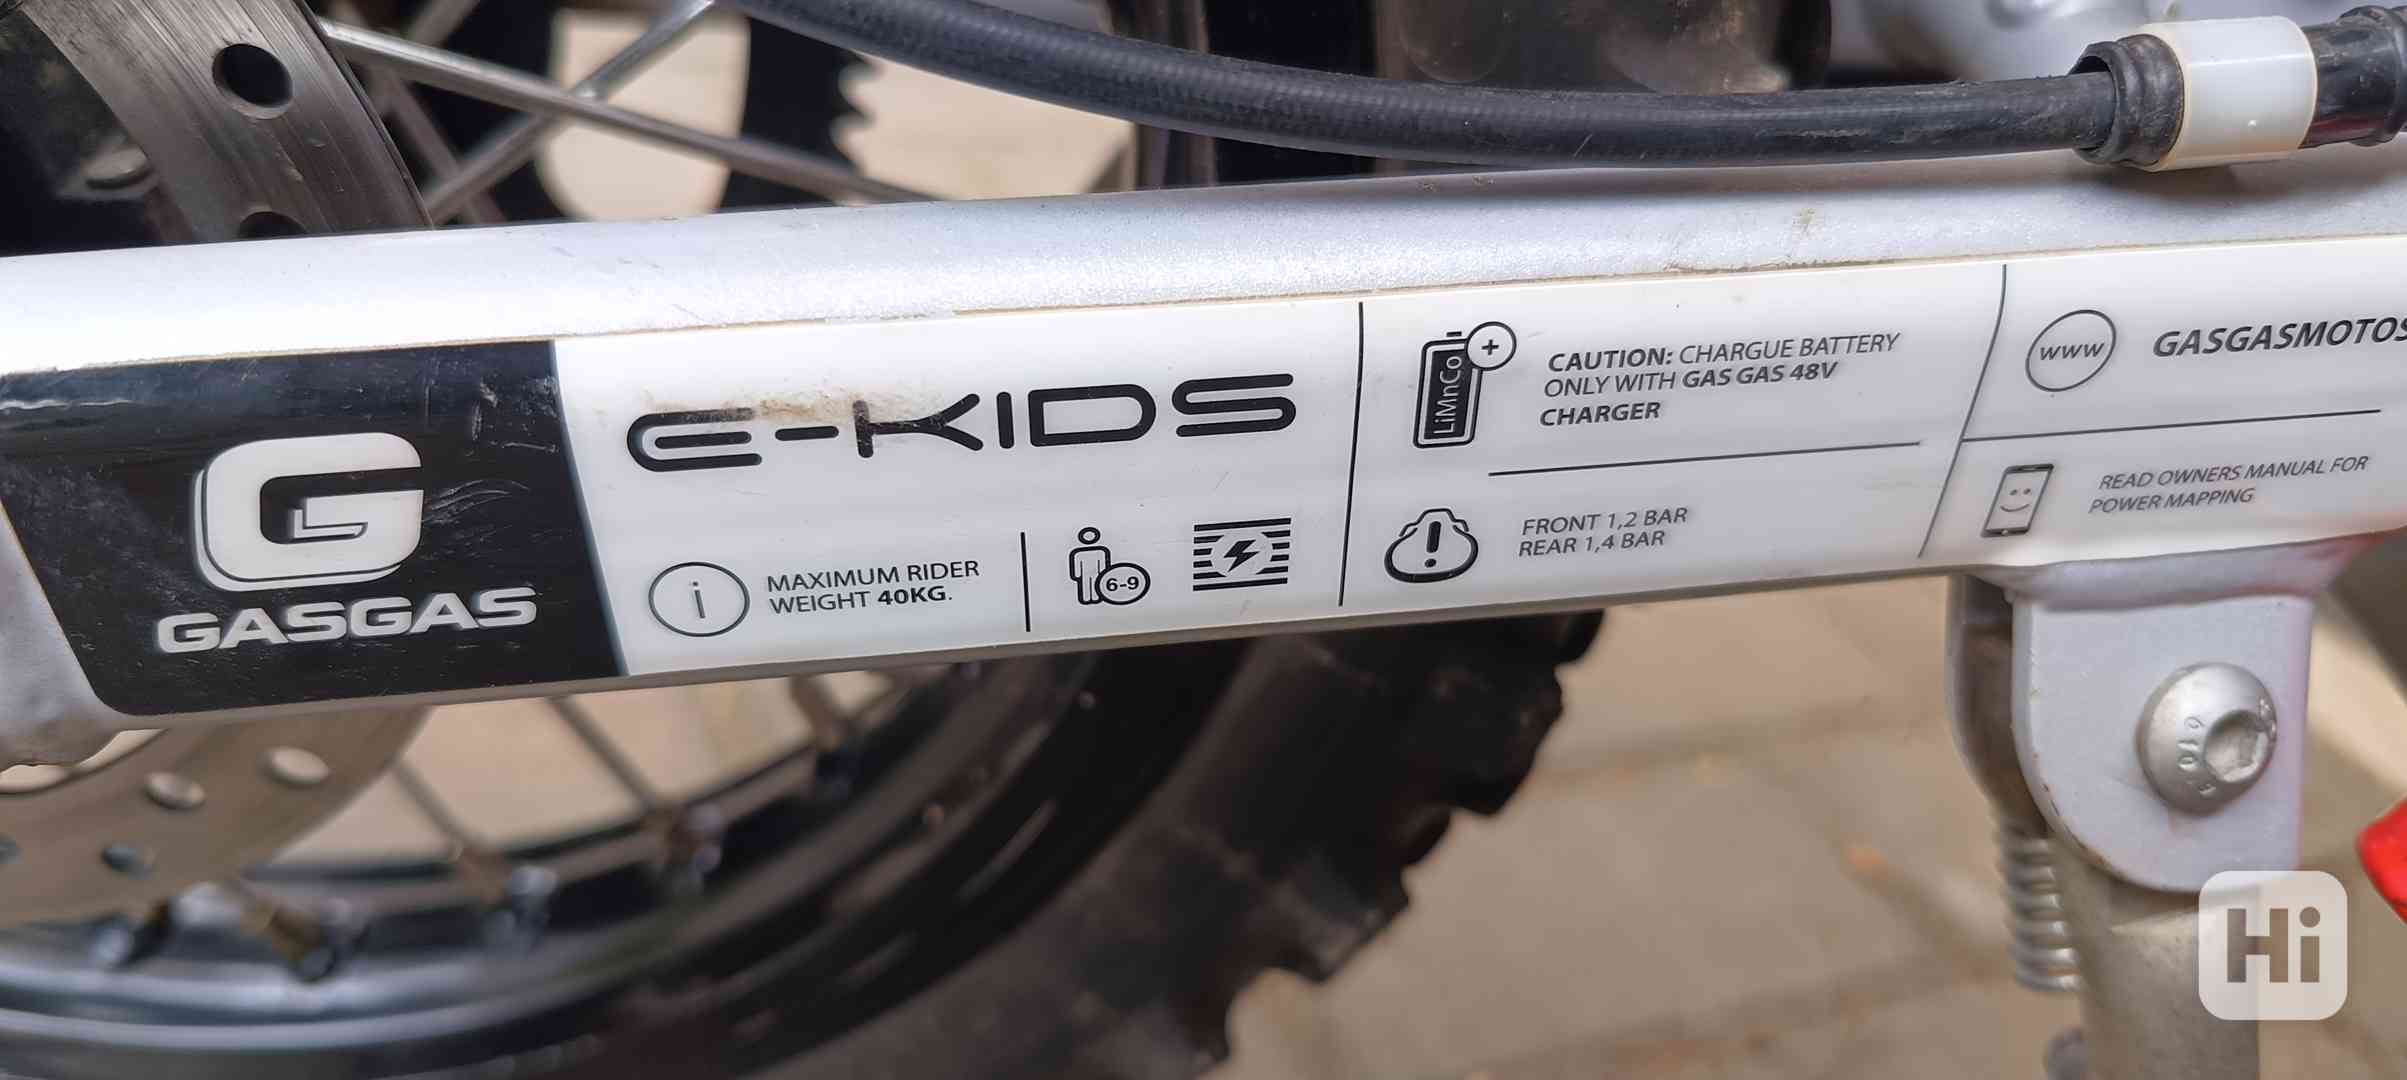 G
GASGAS
E-KIDS
i
MAXIMUM RIDER
WEIGHT 40KG.
6-9
LiMnCo
+
CAUTION: CHARGUE BATTERY
ONLY WITH GAS GAS 48V
CHARGER
!
FRONT 1,2 BAR
REAR 1,4 BAR
www
GASGASMOTOS
READ OWNERS MANUAL FOR
POWER MAPPING
Hi